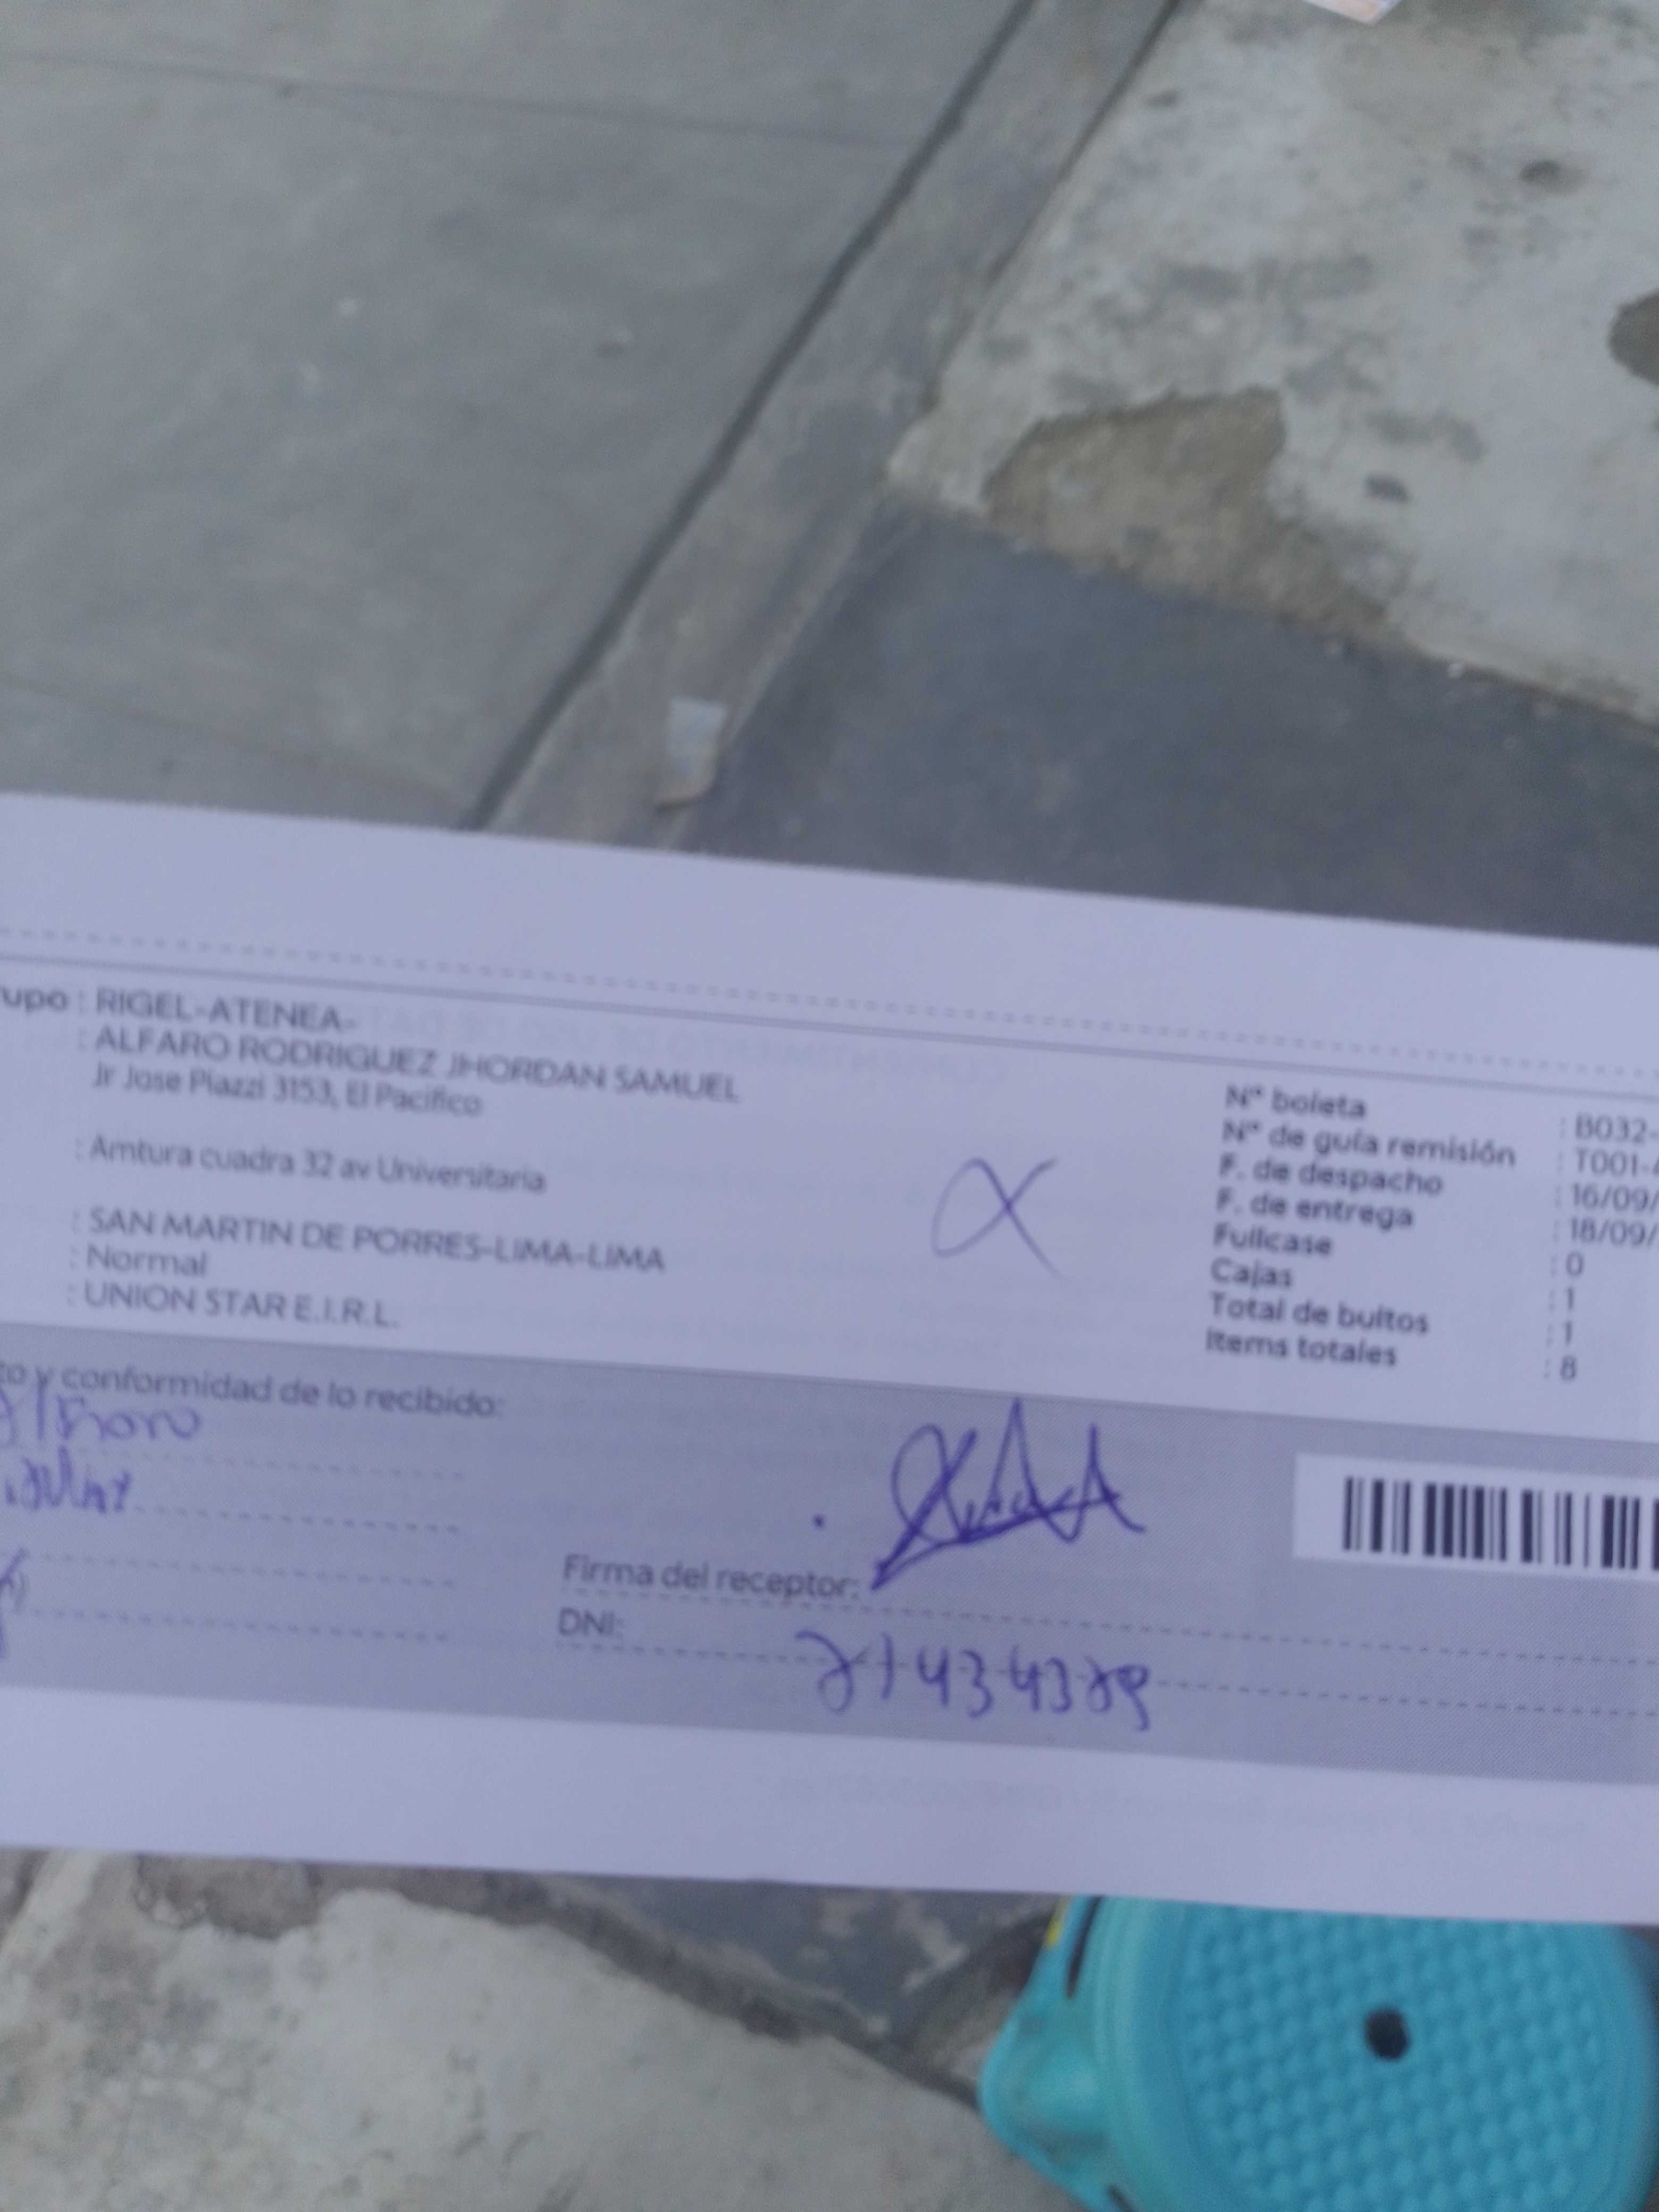 upo : RIGEL-ATENEA-
: ALFARO RODRIGUEZ JHORDAN SAMUEL
Jr Jose Piazzi 3153, El Pacifico
: Amtura cuadra 32 av Universitaria
: SAN MARTIN DE PORRES-LIMA-LIMA
: Normal
: UNION STAR E.I.R.L.
N° boleta : B032-
N° de guía remisión : T001-
F. de despacho : 16/09/
F. de entrega : 18/09/
Fullcase : 0
Cajas : 1
Total de bultos : 1
Items totales : 8
to y conformidad de lo recibido:
Firma del receptor:
DNI: